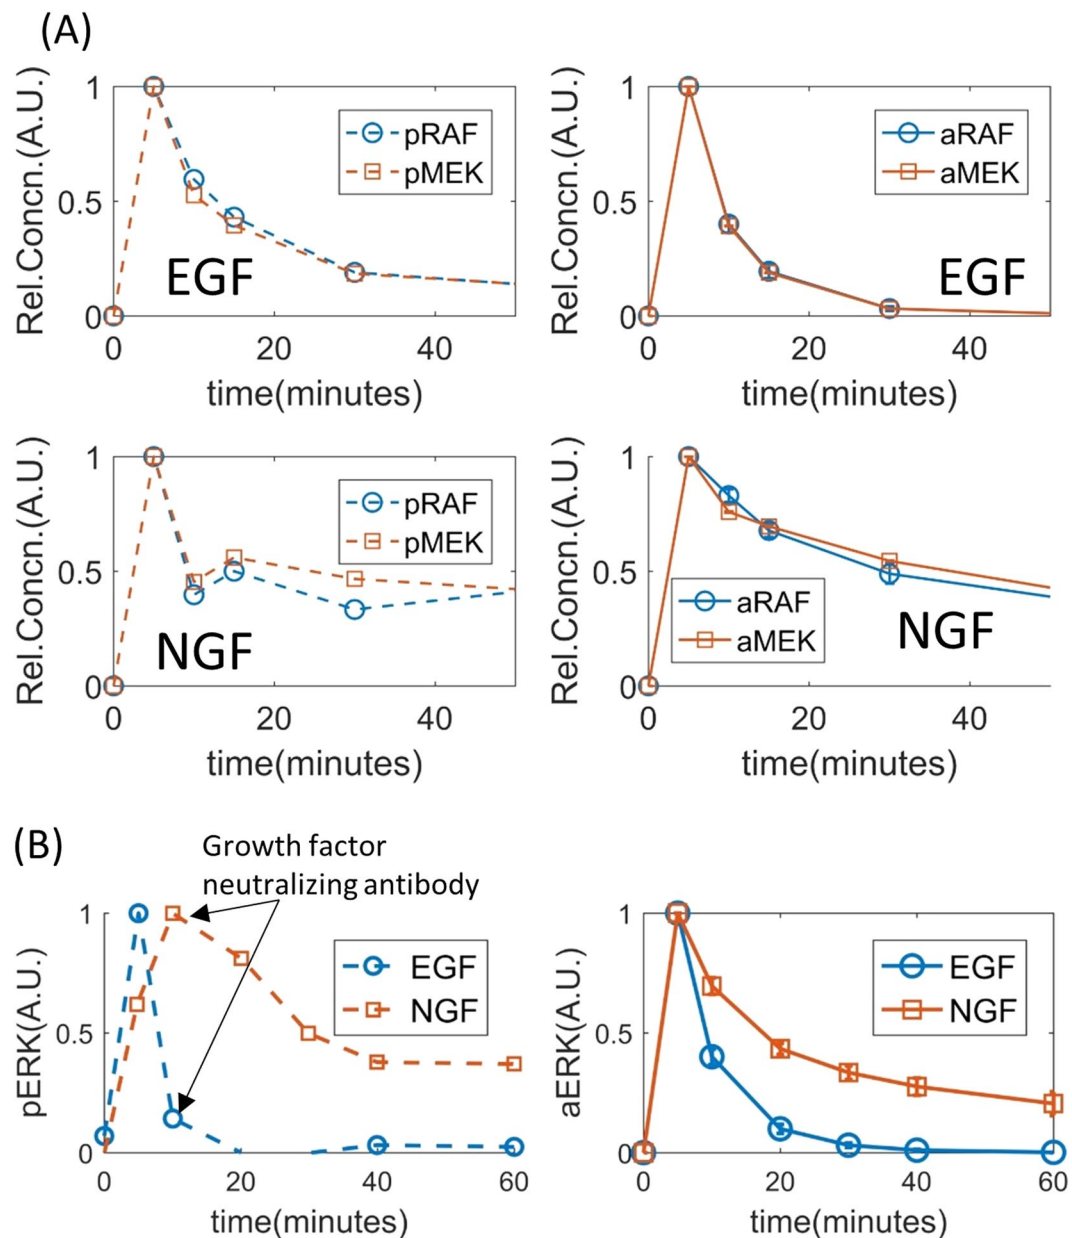 (A)
Rel.Concn.(A.U.)
1
0.5
0
pRAF
pMEK
EGF
0
20
40
time(minutes)
Rel.Concn.(A.U.)
1
0.5
0
aRAF
aMEK
EGF
0
20
40
time(minutes)
Rel.Concn.(A.U.)
1
0.5
0
pRAF
pMEK
NGF
0
20
40
time(minutes)
Rel.Concn.(A.U.)
1
0.5
0
aRAF
aMEK
NGF
0
20
40
time(minutes)
(B)
Growth factor
neutralizing antibody
pERK(A.U.)
1
0.5
0
EGF
NGF
0
20
40
60
time(minutes)
aERK(A.U.)
1
0.5
0
EGF
NGF
0
20
40
60
time(minutes)